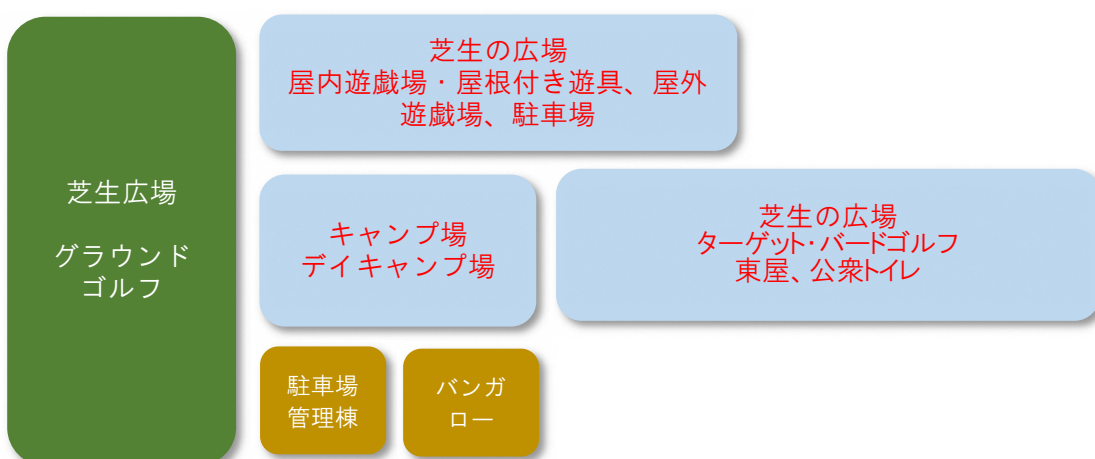 芝生広場
グラウンド
ゴルフ
芝生の広場
屋内遊戯場・屋根付き遊具、屋外
遊戯場、駐車場
キャンプ場
デイキャンプ場
芝生の広場
ターゲット・バードゴルフ
東屋、公衆トイレ
駐車場
管理棟
バンガ
ロー